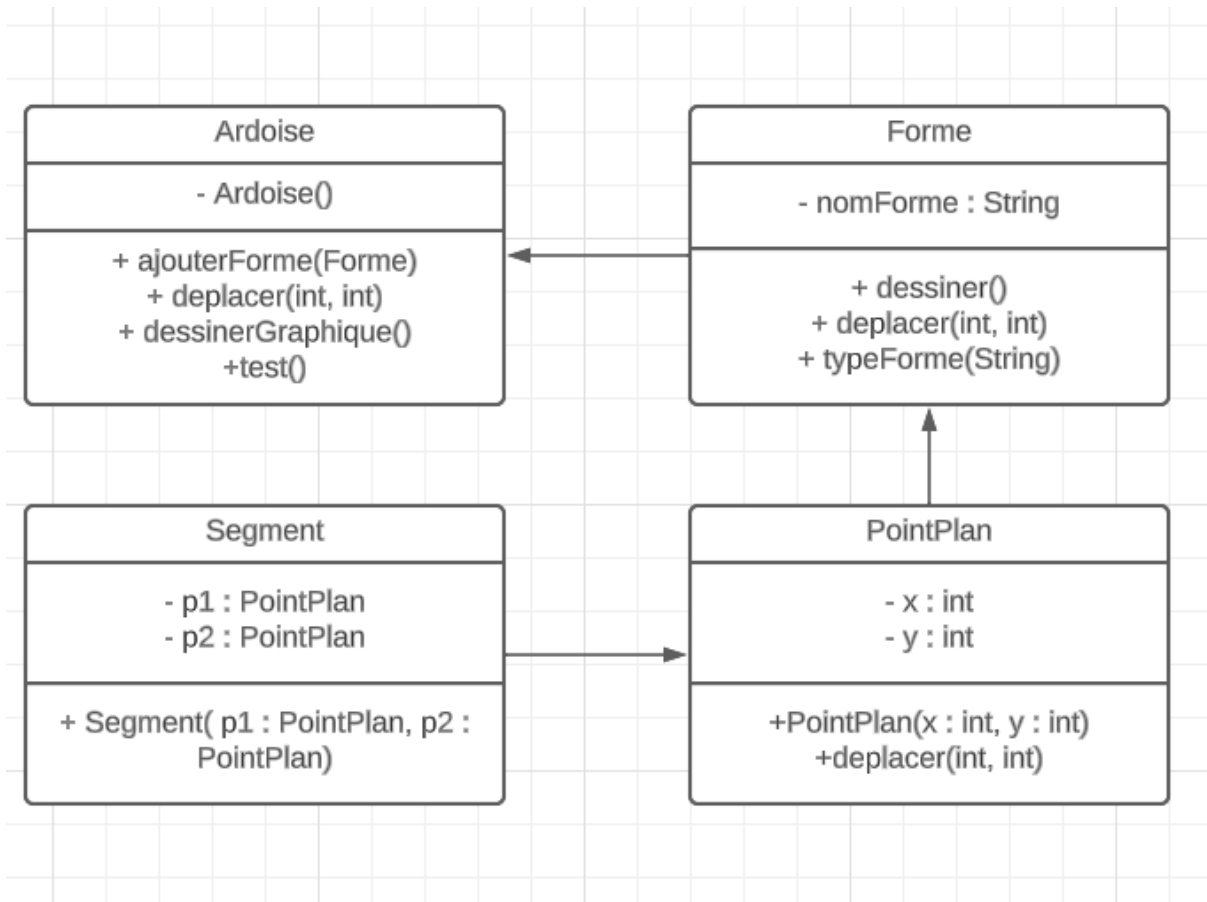 Ardoise
- Ardoise()
+ ajouterForme(Forme)
+ deplacer(int, int)
+ dessinerGraphique()
+test()
Forme
- nomForme : String
+ dessiner()
+ deplacer(int, int)
+ typeForme(String)
Segment
- p1 : PointPlan
- p2 : PointPlan
+ Segment( p1 : PointPlan, p2 :
PointPlan)
PointPlan
- x : int
- y : int
+PointPlan(x : int, y : int)
+deplacer(int, int)